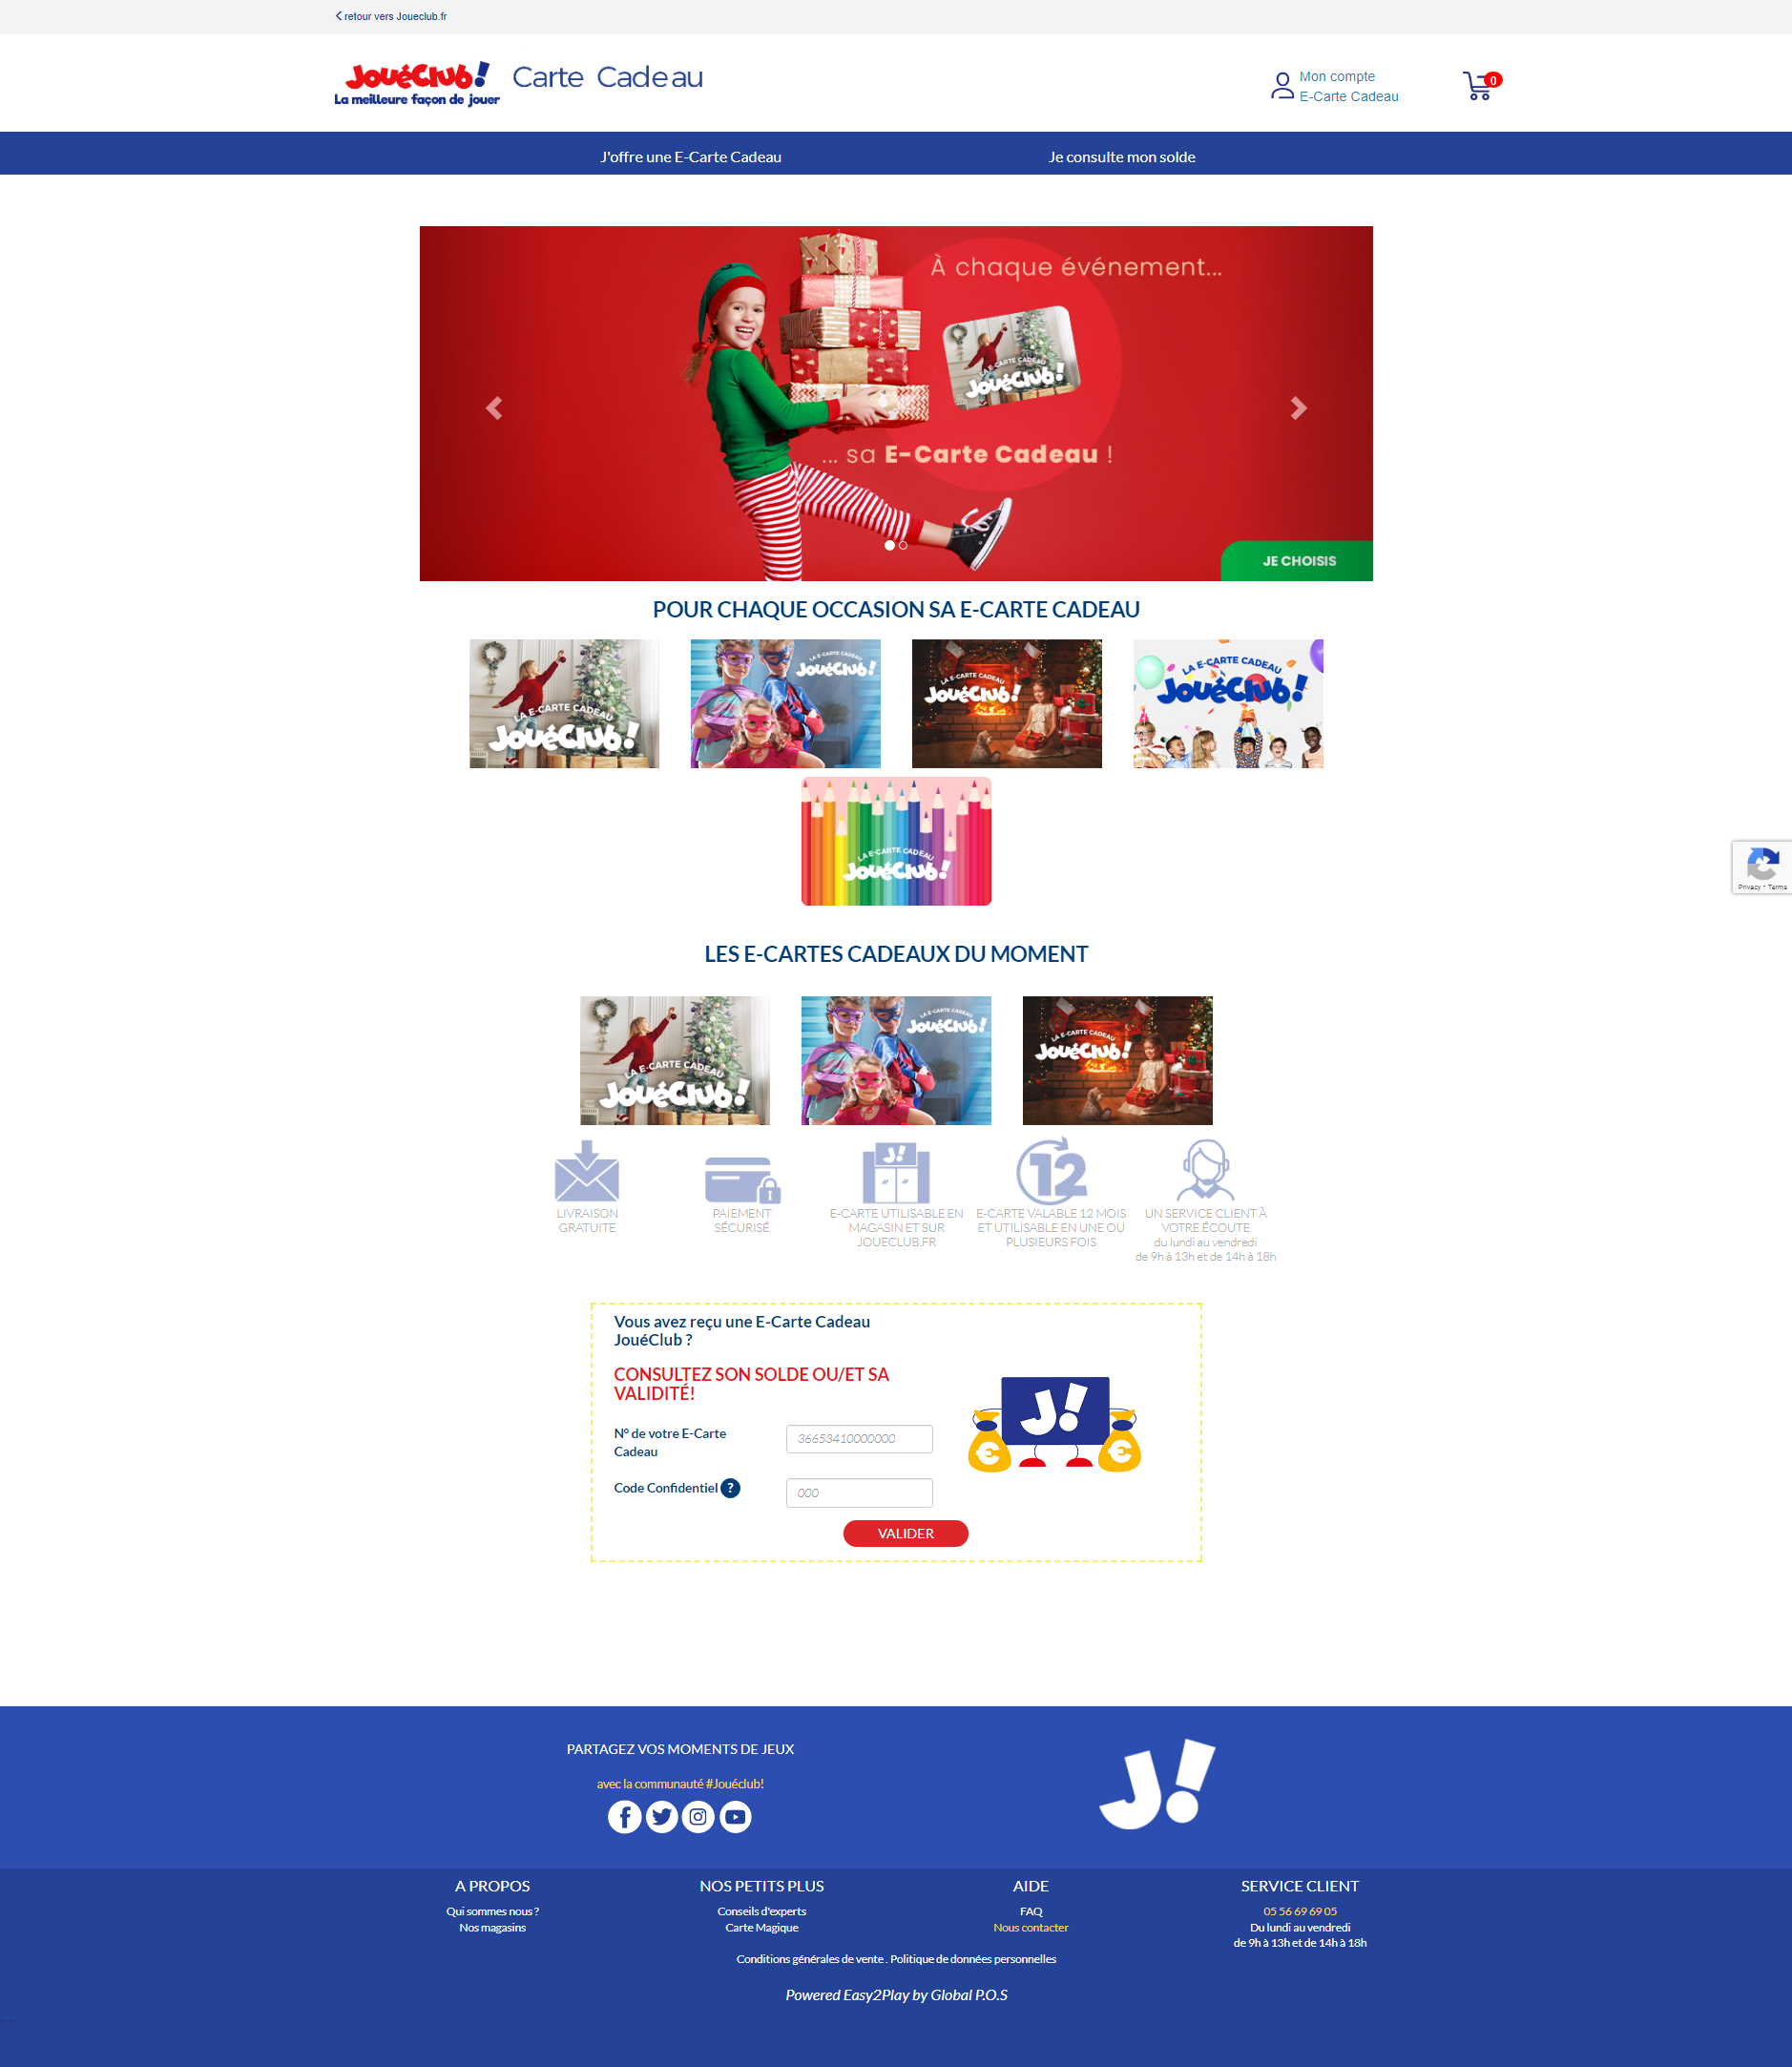 retour vers Joueclub.fr
JouéClub!
La meilleure façon de jouer
Carte Cadeau
Mon compte
E-Carte Cadeau
0
J'offre une E-Carte Cadeau
Je consulte mon solde
À chaque événement...
E-CARTE CADEAU
JouéClub!
... sa E-Carte Cadeau !
JE CHOISIS
POUR CHAQUE OCCASION SA E-CARTE CADEAU
LA E-CARTE CADEAU
JouéClub!
LA E-CARTE CADEAU
JouéClub!
LA E-CARTE CADEAU
JouéClub!
LA E-CARTE CADEAU
JouéClub!
LA E-CARTE CADEAU
JouéClub!
Privacy - Terms
LES E-CARTES CADEAUX DU MOMENT
LA E-CARTE CADEAU
JouéClub!
LA E-CARTE CADEAU
JouéClub!
LA E-CARTE CADEAU
JouéClub!
J!
12
LIVRAISON
GRATUITE
PAIEMENT
SÉCURISÉ
E-CARTE UTILISABLE EN
MAGASIN ET SUR
JOUECLUB.FR
E-CARTE VALABLE 12 MOIS
ET UTILISABLE EN UNE OU
PLUSIEURS FOIS
UN SERVICE CLIENT À
VOTRE ÉCOUTE
du lundi au vendredi
de 9h à 13h et de 14h à 18h
Vous avez reçu une E-Carte Cadeau
JouéClub ?
CONSULTEZ SON SOLDE OU/ET SA
VALIDITÉ!
N° de votre E-Carte
Cadeau
36653410000000
Code Confidentiel ?
000
J!
€ €
VALIDER
PARTAGEZ VOS MOMENTS DE JEUX
avec la communauté #Jouéclub!
J!
A PROPOS
Qui sommes nous ?
Nos magasins
NOS PETITS PLUS
Conseils d'experts
Carte Magique
AIDE
FAQ
Nous contacter
SERVICE CLIENT
05 56 69 69 05
Du lundi au vendredi
de 9h à 13h et de 14h à 18h
Conditions générales de vente . Politique de données personnelles
Powered Easy2Play by Global P.O.S